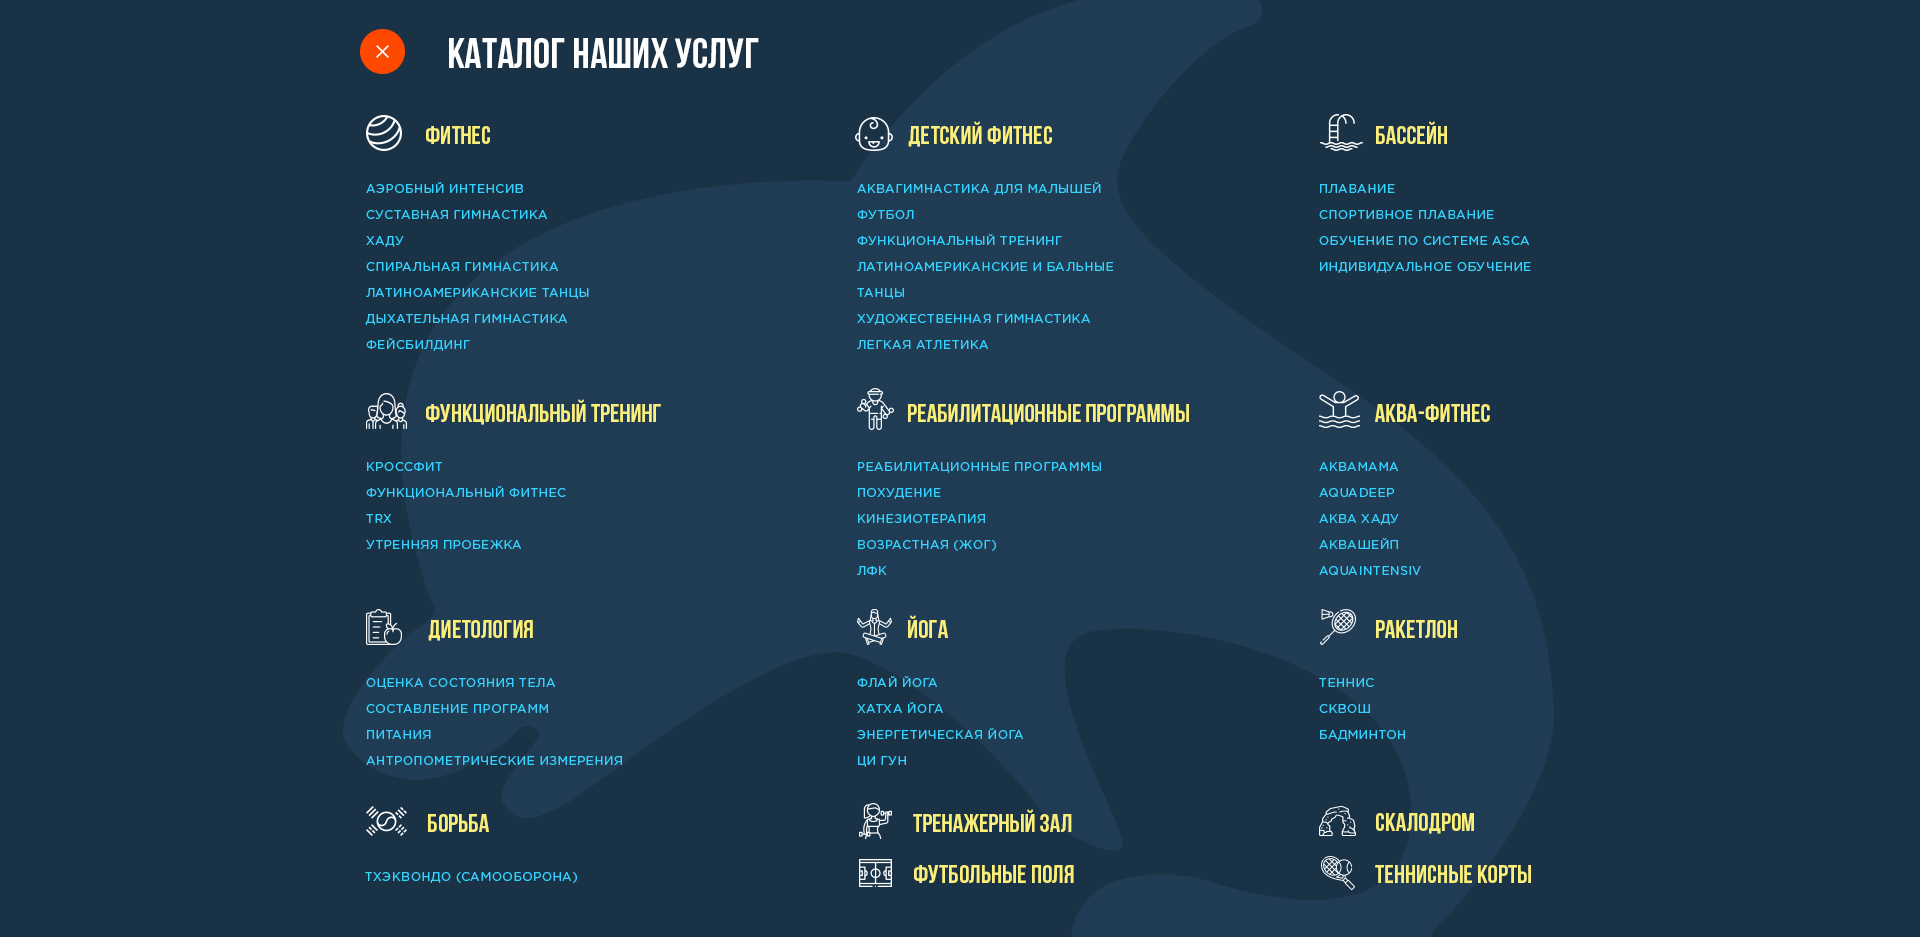 КАТАЛОГ НАШИХ УСЛУГ
ФИТНЕС
АЭРОБНЫЙ ИНТЕНСИВ
СУСТАВНАЯ ГИМНАСТИКА
ХАДУ
СПИРАЛЬНАЯ ГИМНАСТИКА
ЛАТИНОАМЕРИКАНСКИЕ ТАНЦЫ
ДЫХАТЕЛЬНАЯ ГИМНАСТИКА
ФЕЙСБИЛДИНГ
ДЕТСКИЙ ФИТНЕС
АКВАГИМНАСТИКА ДЛЯ МАЛЫШЕЙ
ФУТБОЛ
ФУНКЦИОНАЛЬНЫЙ ТРЕНИНГ
ЛАТИНОАМЕРИКАНСКИЕ И БАЛЬНЫЕ
ТАНЦЫ
ХУДОЖЕСТВЕННАЯ ГИМНАСТИКА
ЛЕГКАЯ АТЛЕТИКА
БАССЕЙН
ПЛАВАНИЕ
СПОРТИВНОЕ ПЛАВАНИЕ
ОБУЧЕНИЕ ПО СИСТЕМЕ ASCA
ИНДИВИДУАЛЬНОЕ ОБУЧЕНИЕ
ФУНКЦИОНАЛЬНЫЙ ТРЕНИНГ
КРОССФИТ
ФУНКЦИОНАЛЬНЫЙ ФИТНЕС
TRX
УТРЕННЯЯ ПРОБЕЖКА
РЕАБИЛИТАЦИОННЫЕ ПРОГРАММЫ
РЕАБИЛИТАЦИОННЫЕ ПРОГРАММЫ
ПОХУДЕНИЕ
КИНЕЗИОТЕРАПИЯ
ВОЗРАСТНАЯ (ЖОГ)
ЛФК
АКВА-ФИТНЕС
АКВАМАМА
AQUADEEP
АКВА ХАДУ
АКВАШЕЙП
AQUAINTENSIV
ДИЕТОЛОГИЯ
ОЦЕНКА СОСТОЯНИЯ ТЕЛА
СОСТАВЛЕНИЕ ПРОГРАММ
ПИТАНИЯ
АНТРОПОМЕТРИЧЕСКИЕ ИЗМЕРЕНИЯ
ЙОГА
ФЛАЙ ЙОГА
ХАТХА ЙОГА
ЭНЕРГЕТИЧЕСКАЯ ЙОГА
ЦИ ГУН
РАКЕТЛОН
ТЕННИС
СКВОШ
БАДМИНТОН
БОРЬБА
ТХЭКВОНДО (САМООБОРОНА)
ТРЕНАЖЕРНЫЙ ЗАЛ
ФУТБОЛЬНЫЕ ПОЛЯ
СКАЛОДРОМ
ТЕННИСНЫЕ КОРТЫ